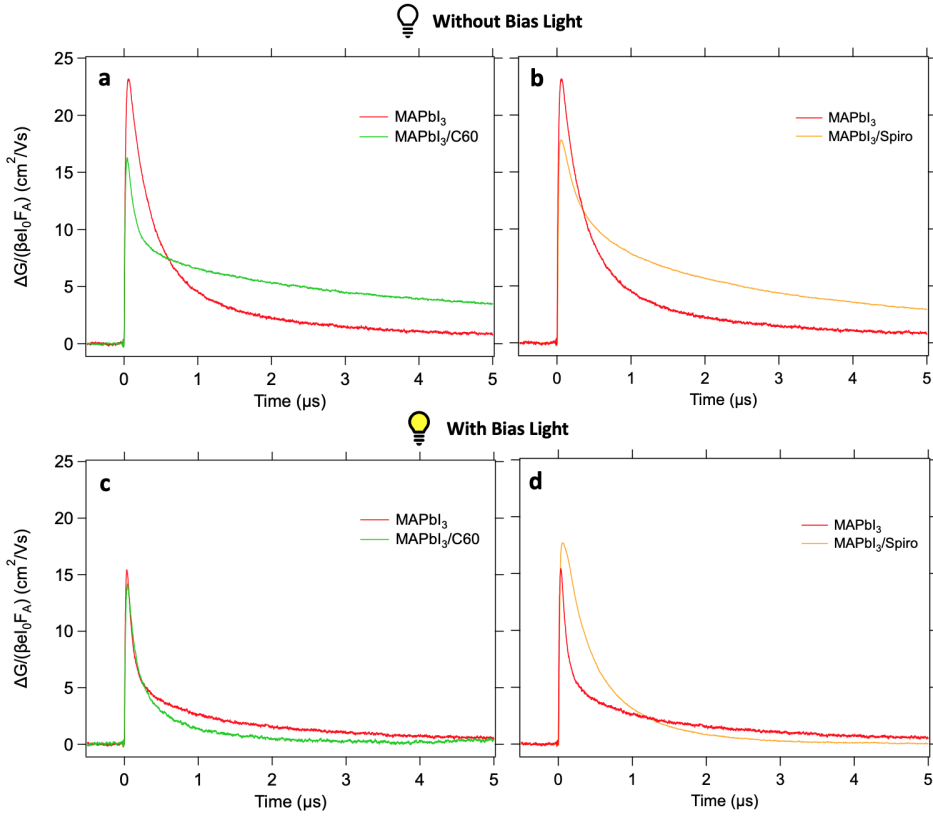 Without Bias Light
a
MAPbI₃
MAPbI₃/C60
ΔG/(βeI₀F_A) (cm²/Vs)
25
20
15
10
5
0
0 1 2 3 4 5
Time (µs)
b
MAPbI₃
MAPbI₃/Spiro
0 1 2 3 4 5
Time (µs)
With Bias Light
c
MAPbI₃
MAPbI₃/C60
ΔG/(βeI₀F_A) (cm²/Vs)
25
20
15
10
5
0
0 1 2 3 4 5
Time (µs)
d
MAPbI₃
MAPbI₃/Spiro
0 1 2 3 4 5
Time (µs)